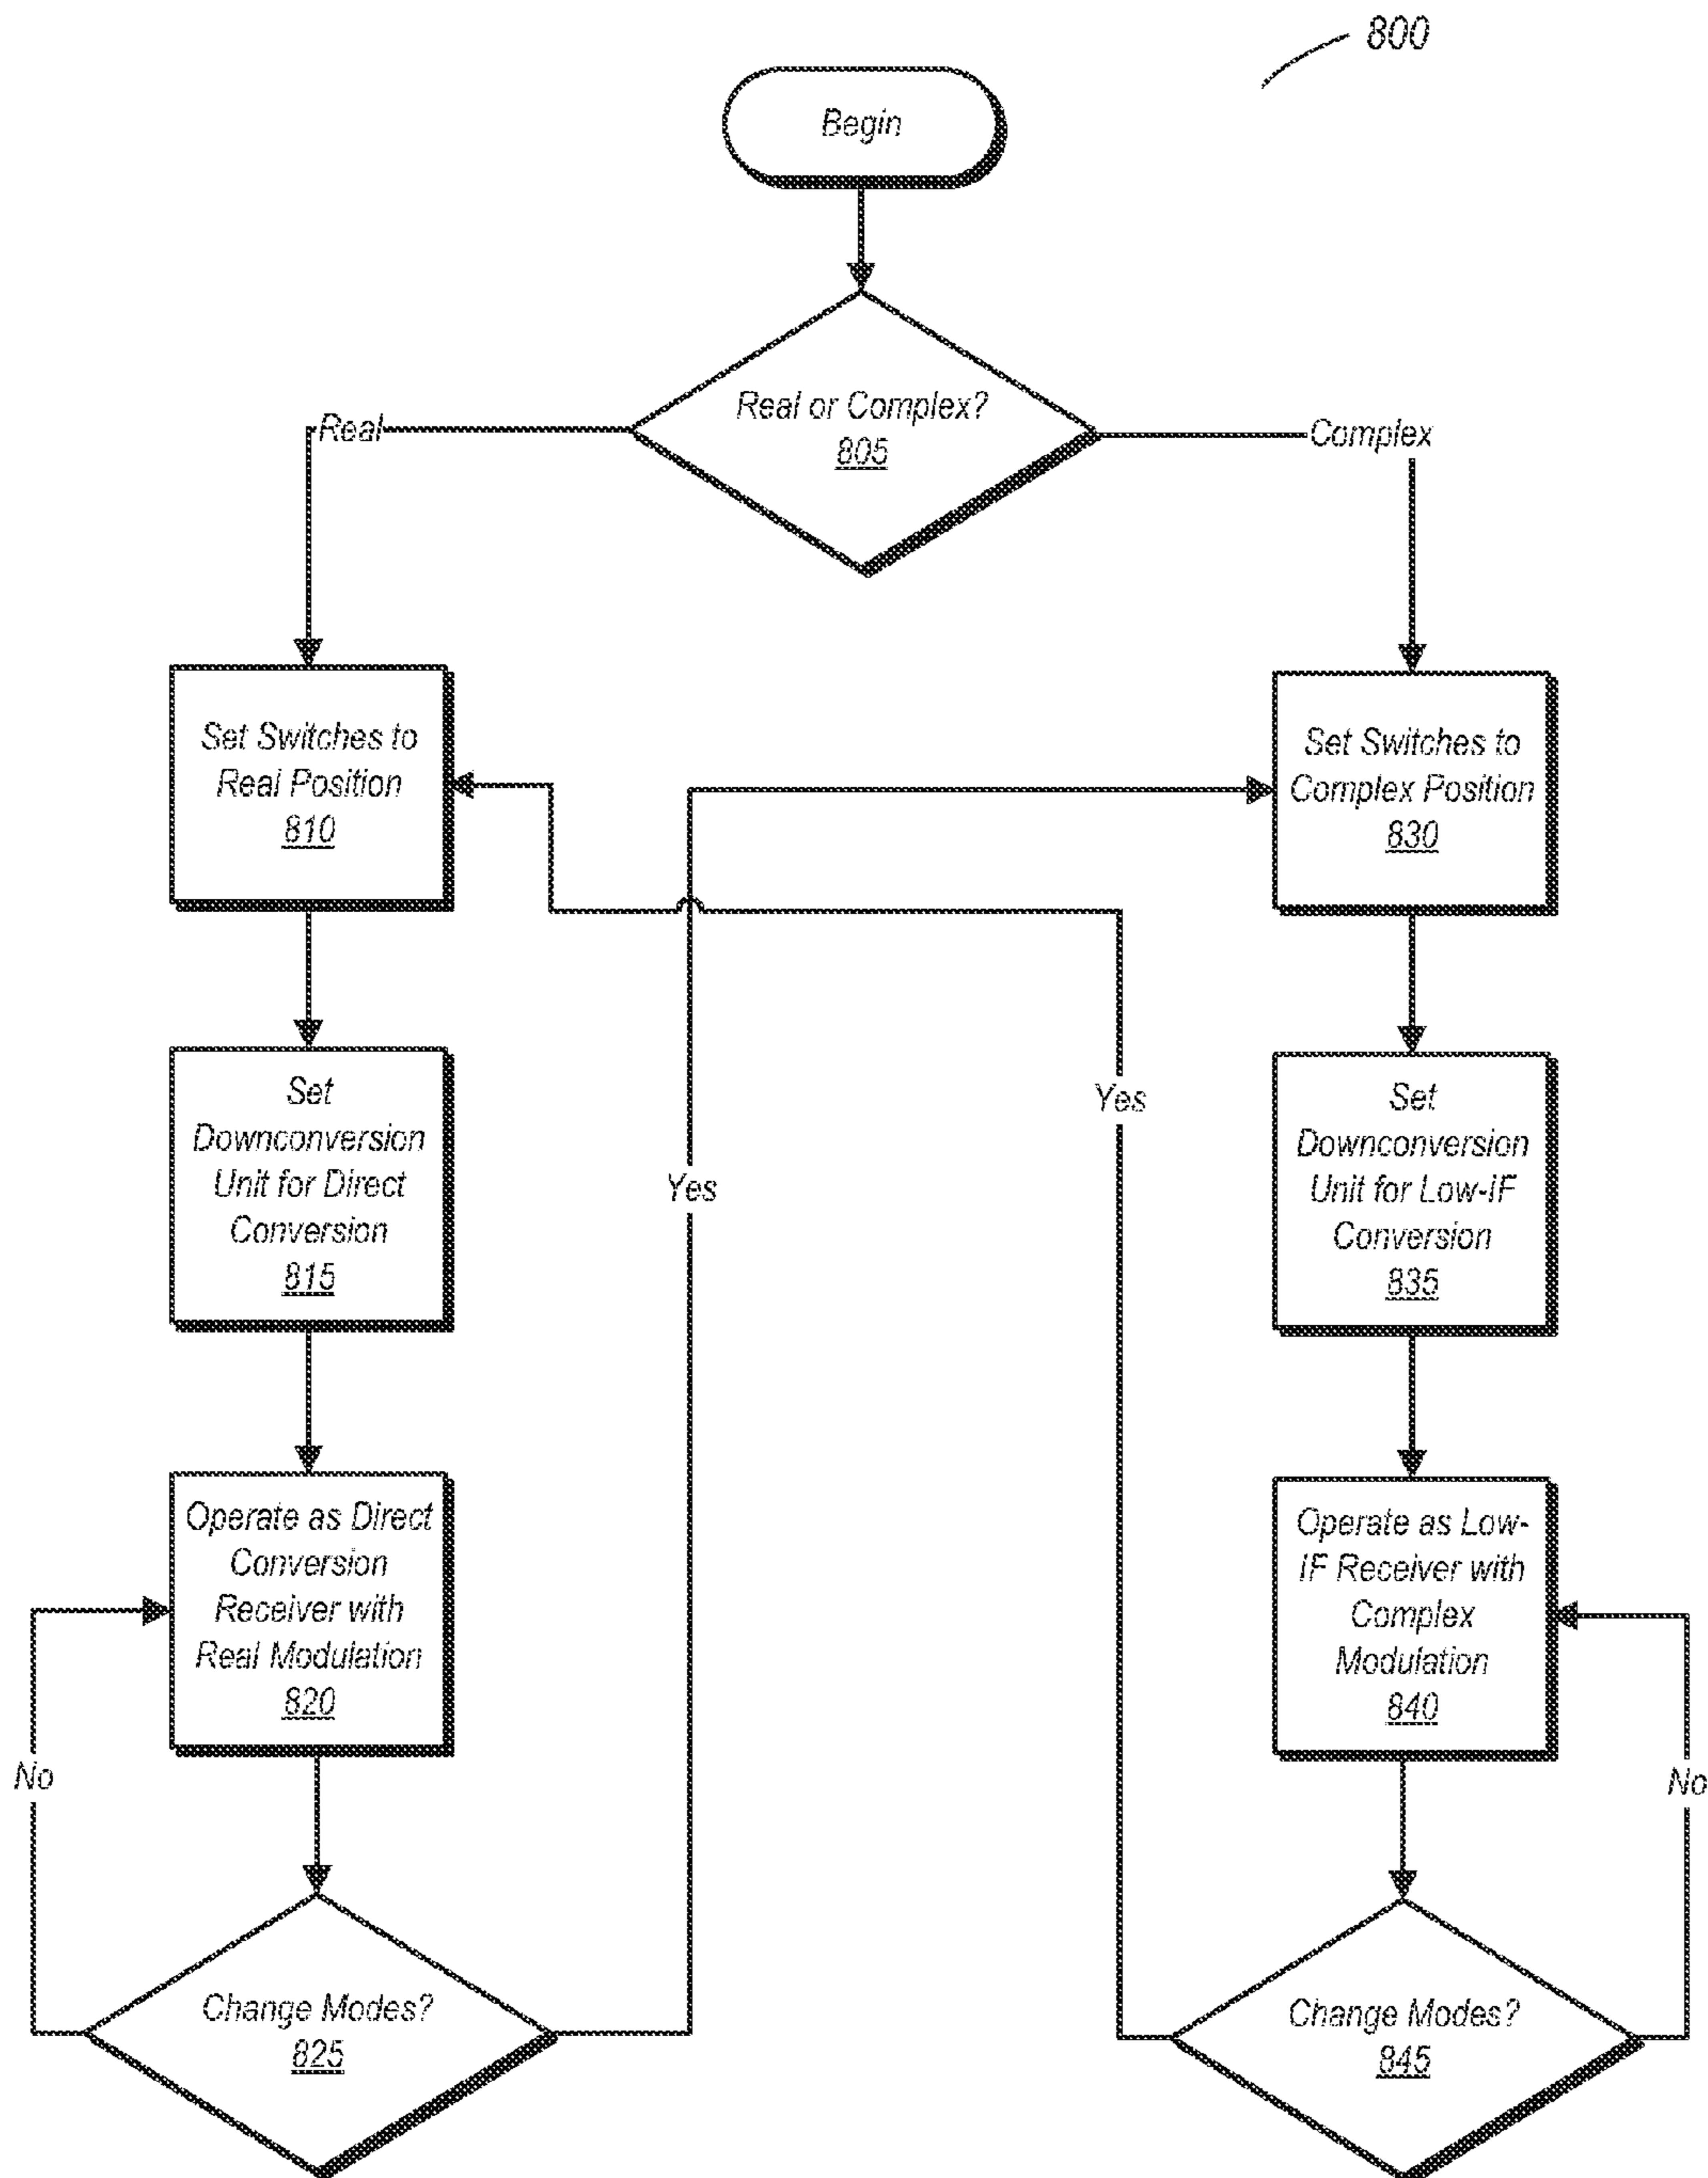 800
Begin
Real or Complex?
805
Real
Complex
Set Switches to
Real Position
810
Set Switches to
Complex Position
830
Set
Downconversion
Unit for Direct
Conversion
815
Yes
Yes
Set
Downconversion
Unit for Low-IF
Conversion
835
Operate as Direct
Conversion
Receiver with
Real Modulation
820
Operate as Low-
IF Receiver with
Complex
Modulation
840
No
No
Change Modes?
825
Change Modes?
845